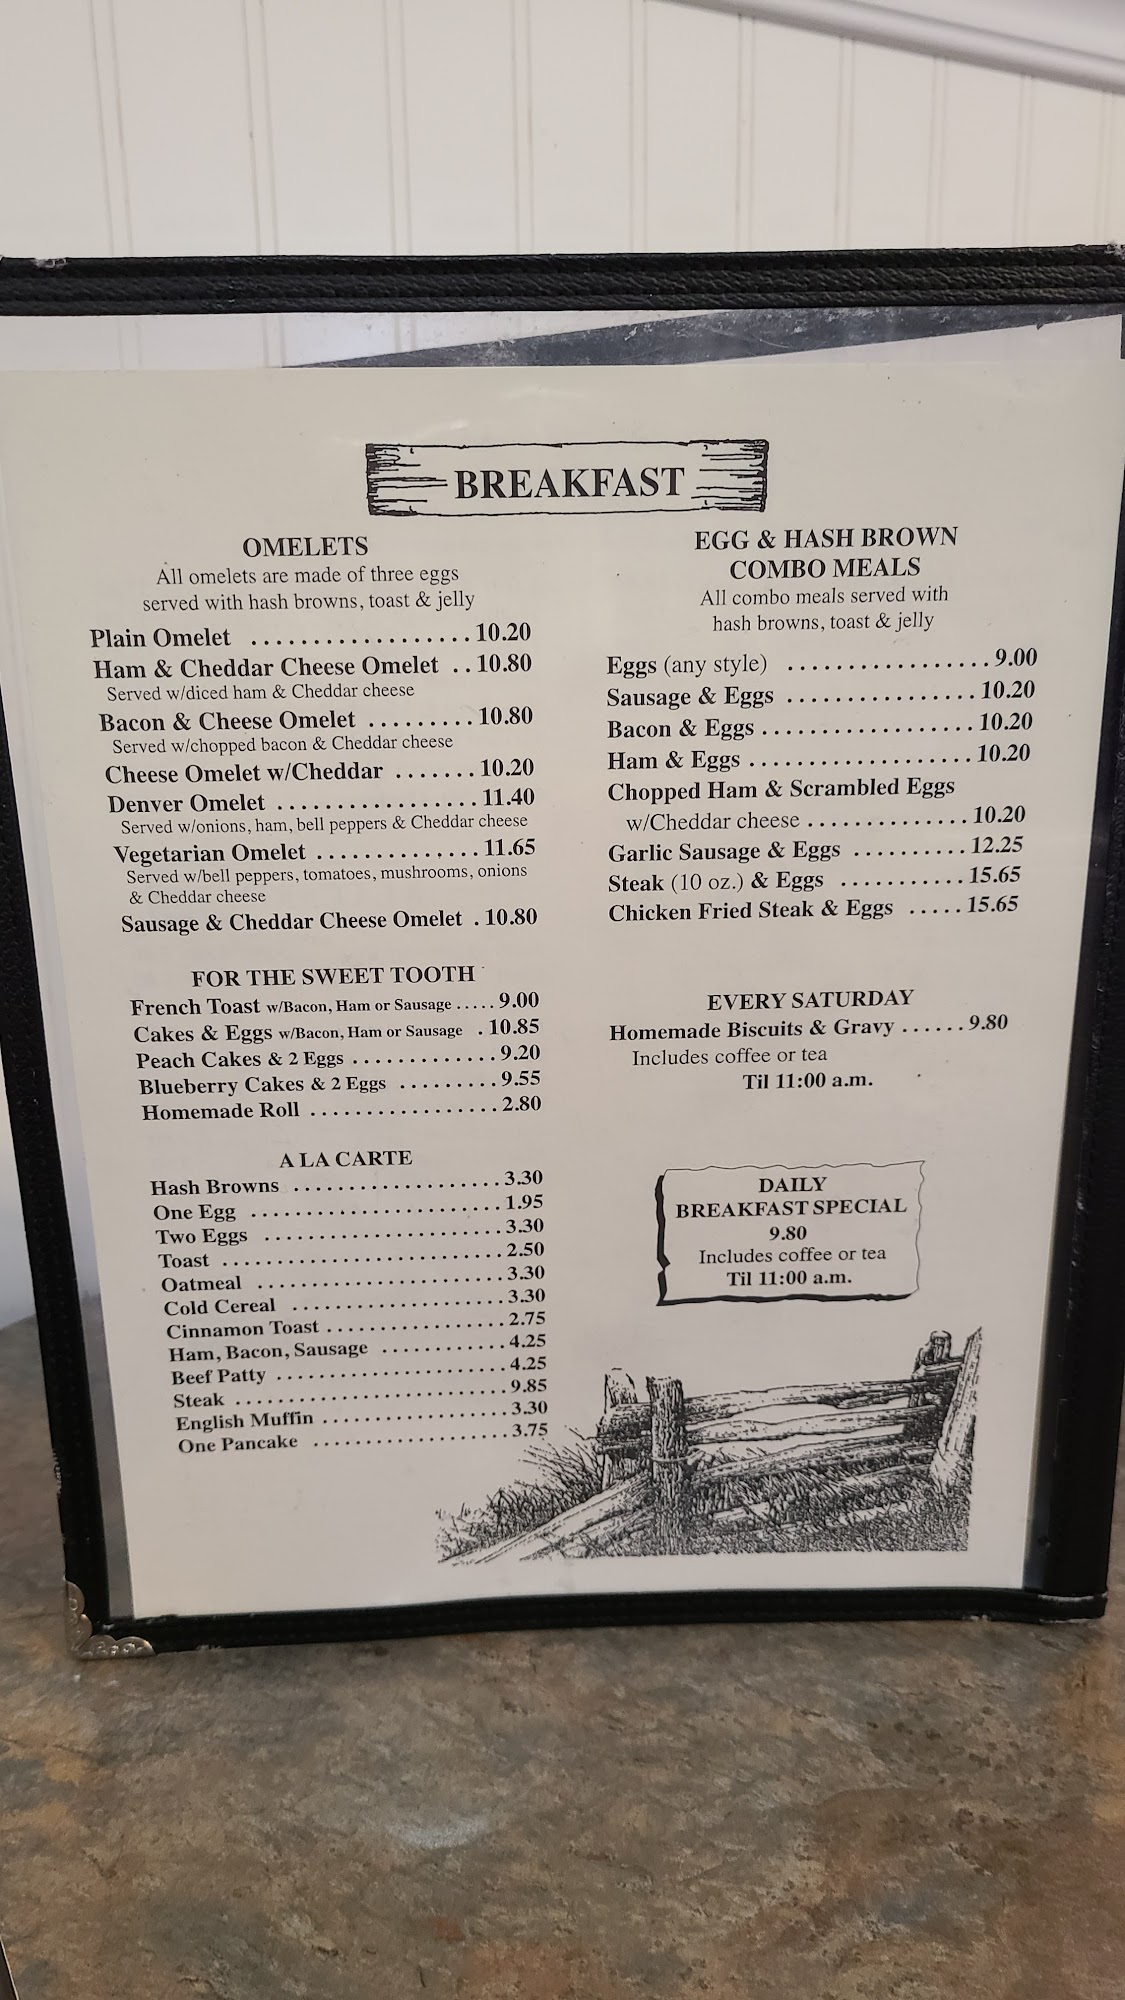 BREAKFAST
OMELETS
All omelets are made of three eggs
served with hash browns, toast & jelly
Plain Omelet .................. 10.20
Ham & Cheddar Cheese Omelet .. 10.80
Served w/diced ham & Cheddar cheese
Bacon & Cheese Omelet ......... 10.80
Served w/chopped bacon & Cheddar cheese
Cheese Omelet w/Cheddar ....... 10.20
Denver Omelet ................. 11.40
Served w/onions, ham, bell peppers & Cheddar cheese
Vegetarian Omelet .............. 11.65
Served w/bell peppers, tomatoes, mushrooms, onions
& Cheddar cheese
Sausage & Cheddar Cheese Omelet . 10.80
FOR THE SWEET TOOTH
French Toast w/Bacon, Ham or Sausage ..... 9.00
Cakes & Eggs w/Bacon, Ham or Sausage . 10.85
Peach Cakes & 2 Eggs ............. 9.20
Blueberry Cakes & 2 Eggs ......... 9.55
Homemade Roll ................. 2.80
A LA CARTE
Hash Browns ................... 3.30
One Egg ....................... 1.95
Two Eggs ...................... 3.30
Toast ......................... 2.50
Oatmeal ....................... 3.30
Cold Cereal ................... 3.30
Cinnamon Toast ................ 2.75
Ham, Bacon, Sausage ........... 4.25
Beef Patty .................... 4.25
Steak ......................... 9.85
English Muffin ................. 3.30
One Pancake .................. 3.75
EGG & HASH BROWN
COMBO MEALS
All combo meals served with
hash browns, toast & jelly
Eggs (any style) ................. 9.00
Sausage & Eggs ................ 10.20
Bacon & Eggs .................. 10.20
Ham & Eggs ................... 10.20
Chopped Ham & Scrambled Eggs
w/Cheddar cheese .............. 10.20
Garlic Sausage & Eggs .......... 12.25
Steak (10 oz.) & Eggs ........... 15.65
Chicken Fried Steak & Eggs ..... 15.65
EVERY SATURDAY
Homemade Biscuits & Gravy ...... 9.80
Includes coffee or tea
Til 11:00 a.m.
DAILY
BREAKFAST SPECIAL
9.80
Includes coffee or tea
Til 11:00 a.m.